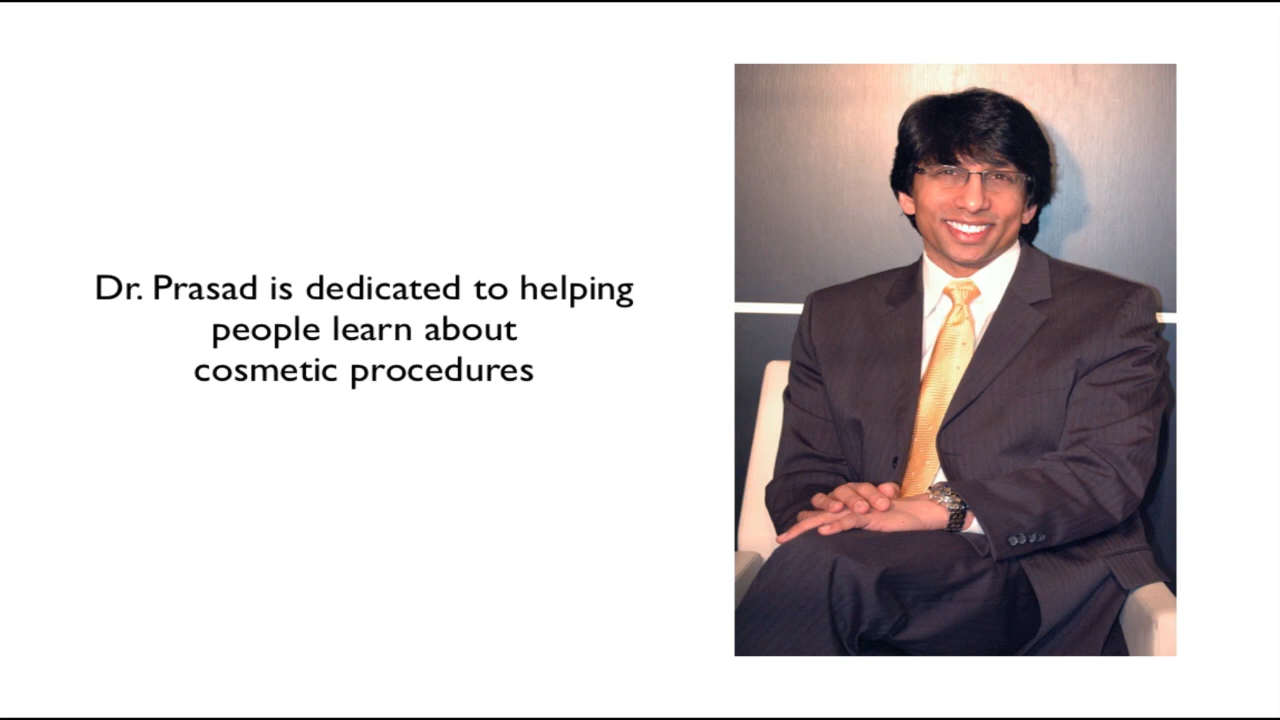 Dr. Prasad is dedicated to helping
people learn about
cosmetic procedures